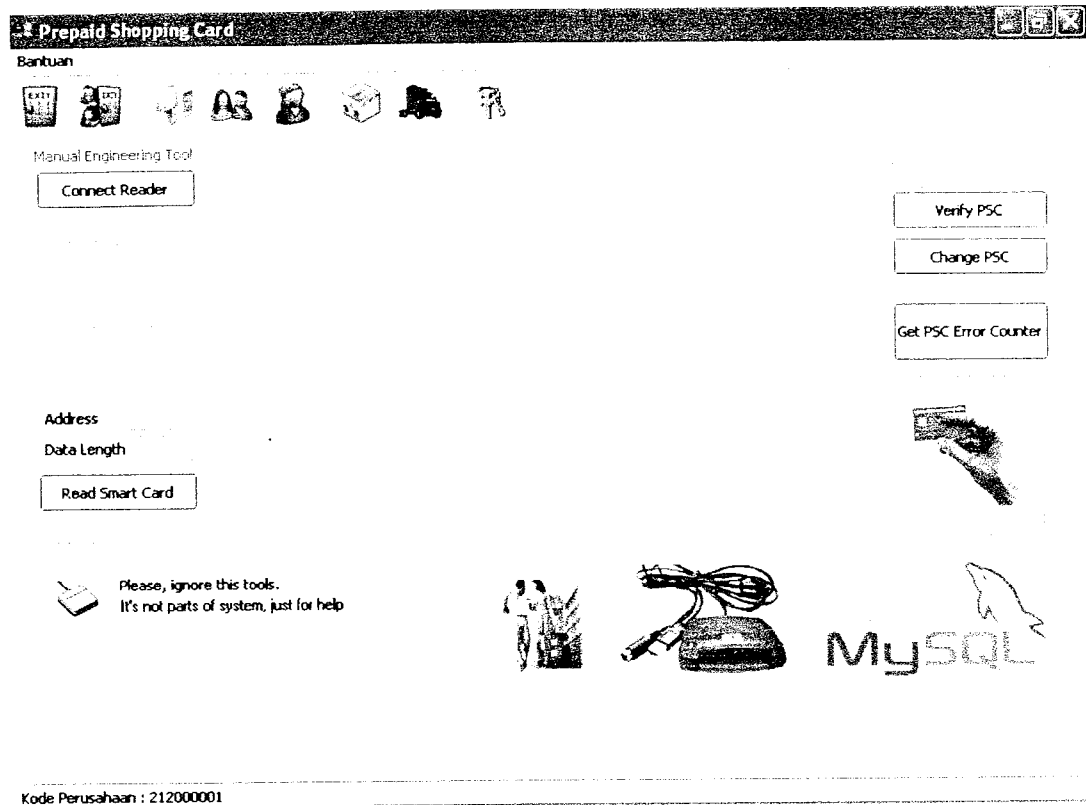 Prepaid Shopping Card
Bantuan
EXIT
Manual Engineering Tool
Connect Reader
Verify PSC
Change PSC
Get PSC Error Counter
Address
Data Length
Read Smart Card
Please, ignore this tools.
It's not parts of system, just for help
MySQL
Kode Perusahaan : 212000001